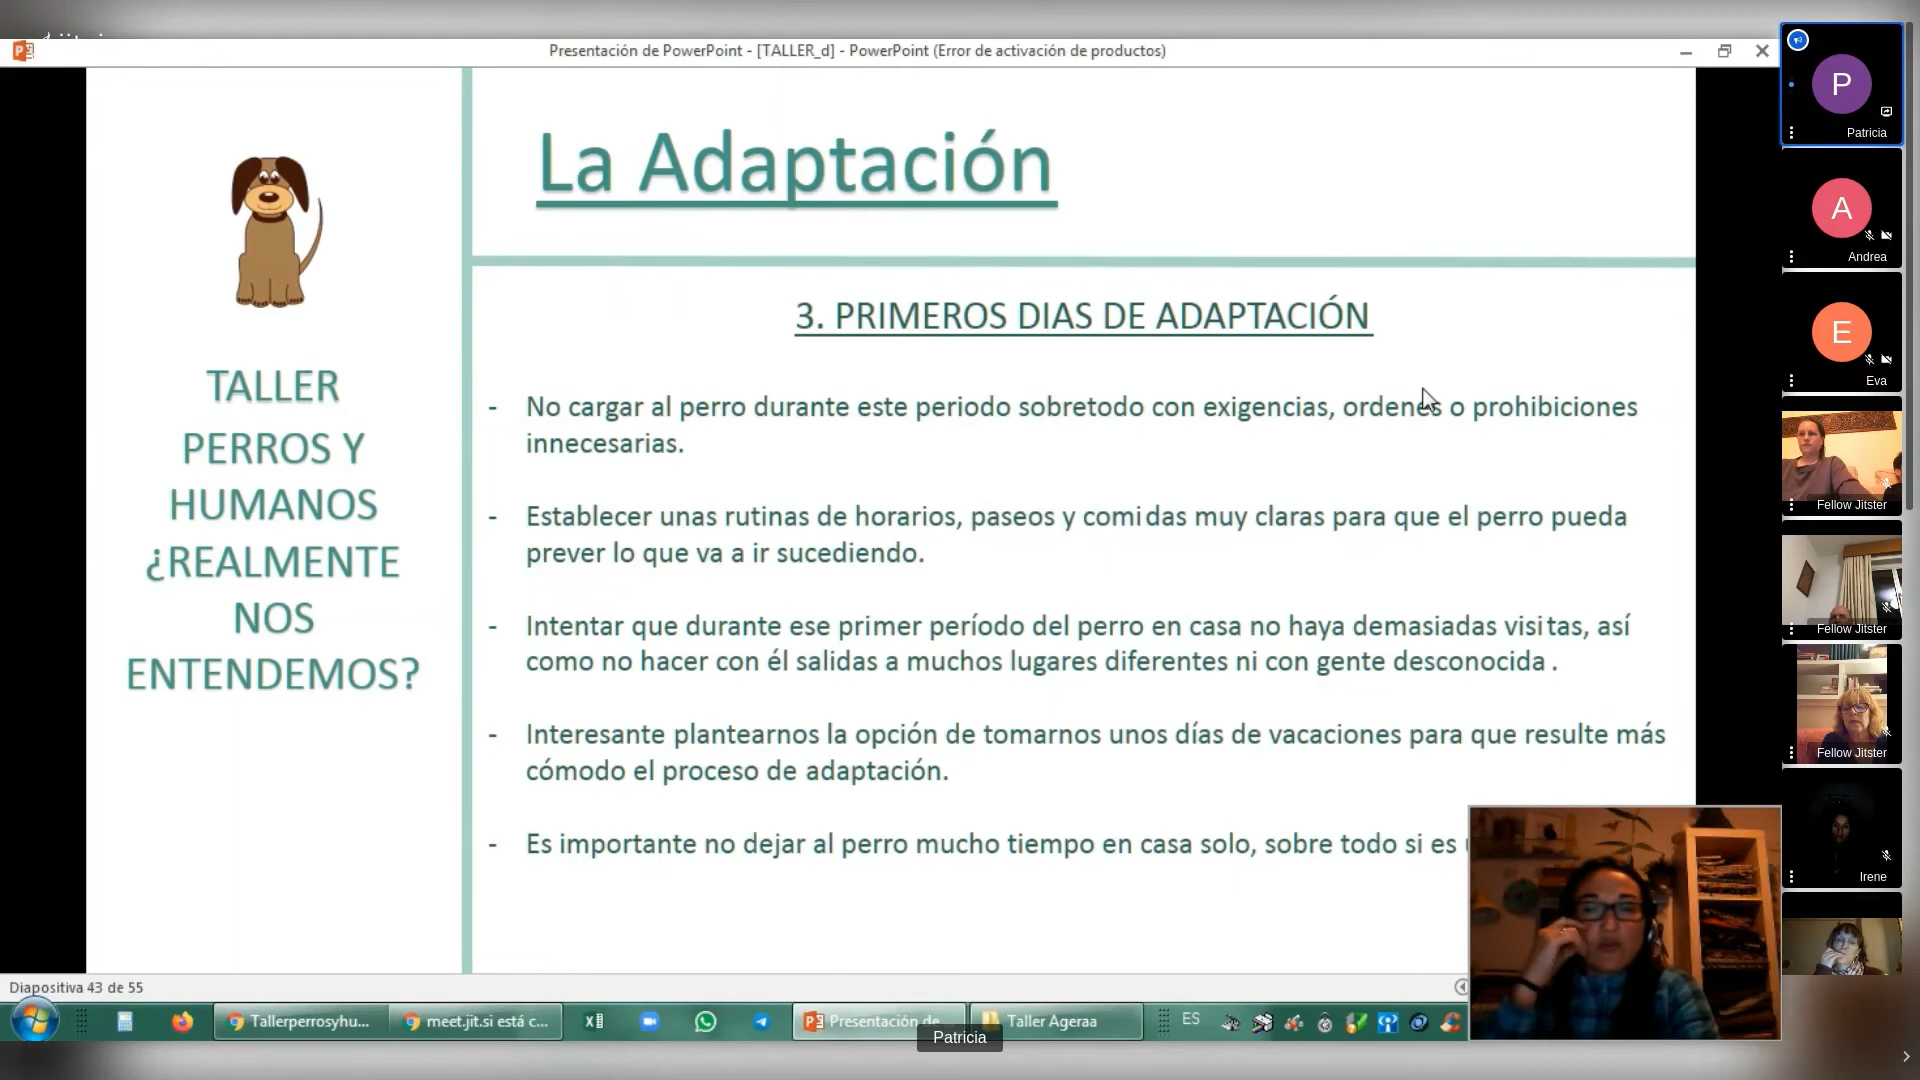 Presentación de PowerPoint - [TALLER_d] - PowerPoint (Error de activación de productos)
La Adaptación
TALLER
PERROS Y
HUMANOS
¿REALMENTE
NOS
ENTENDEMOS?
3. PRIMEROS DIAS DE ADAPTACIÓN
- No cargar al perro durante este periodo sobretodo con exigencias, ordenes o prohibiciones
innecesarias.
- Establecer unas rutinas de horarios, paseos y comidas muy claras para que el perro pueda
prever lo que va a ir sucediendo.
- Intentar que durante ese primer período del perro en casa no haya demasiadas visitas, así
como no hacer con él salidas a muchos lugares diferentes ni con gente desconocida .
- Interesante plantearnos la opción de tomarnos unos días de vacaciones para que resulte más
cómodo el proceso de adaptación.
- Es importante no dejar al perro mucho tiempo en casa solo, sobre todo si es
Diapositiva 43 de 55
Tallerperrosyhu...
meet.jit.si está c...
Presentación de
Taller Ageraa
ES
Patricia
P
Patricia
A
Andrea
E
Eva
Fellow Jitster
Fellow Jitster
Fellow Jitster
Irene